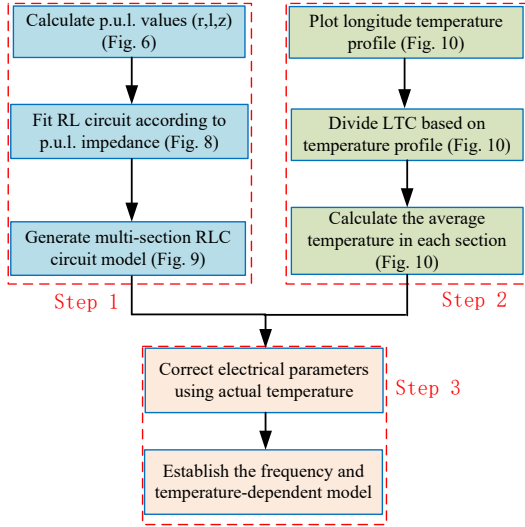 Calculate p.u.l. values (r,l,z)
(Fig. 6)
Fit RL circuit according to
p.u.l. impedance (Fig. 8)
Generate multi-section RLC
circuit model (Fig. 9)
Step 1
Plot longitude temperature
profile (Fig. 10)
Divide LTC based on
temperature profile (Fig. 10)
Calculate the average
temperature in each section
(Fig. 10)
Step 2
Correct electrical parameters
using actual temperature
Step 3
Establish the frequency and
temperature-dependent model